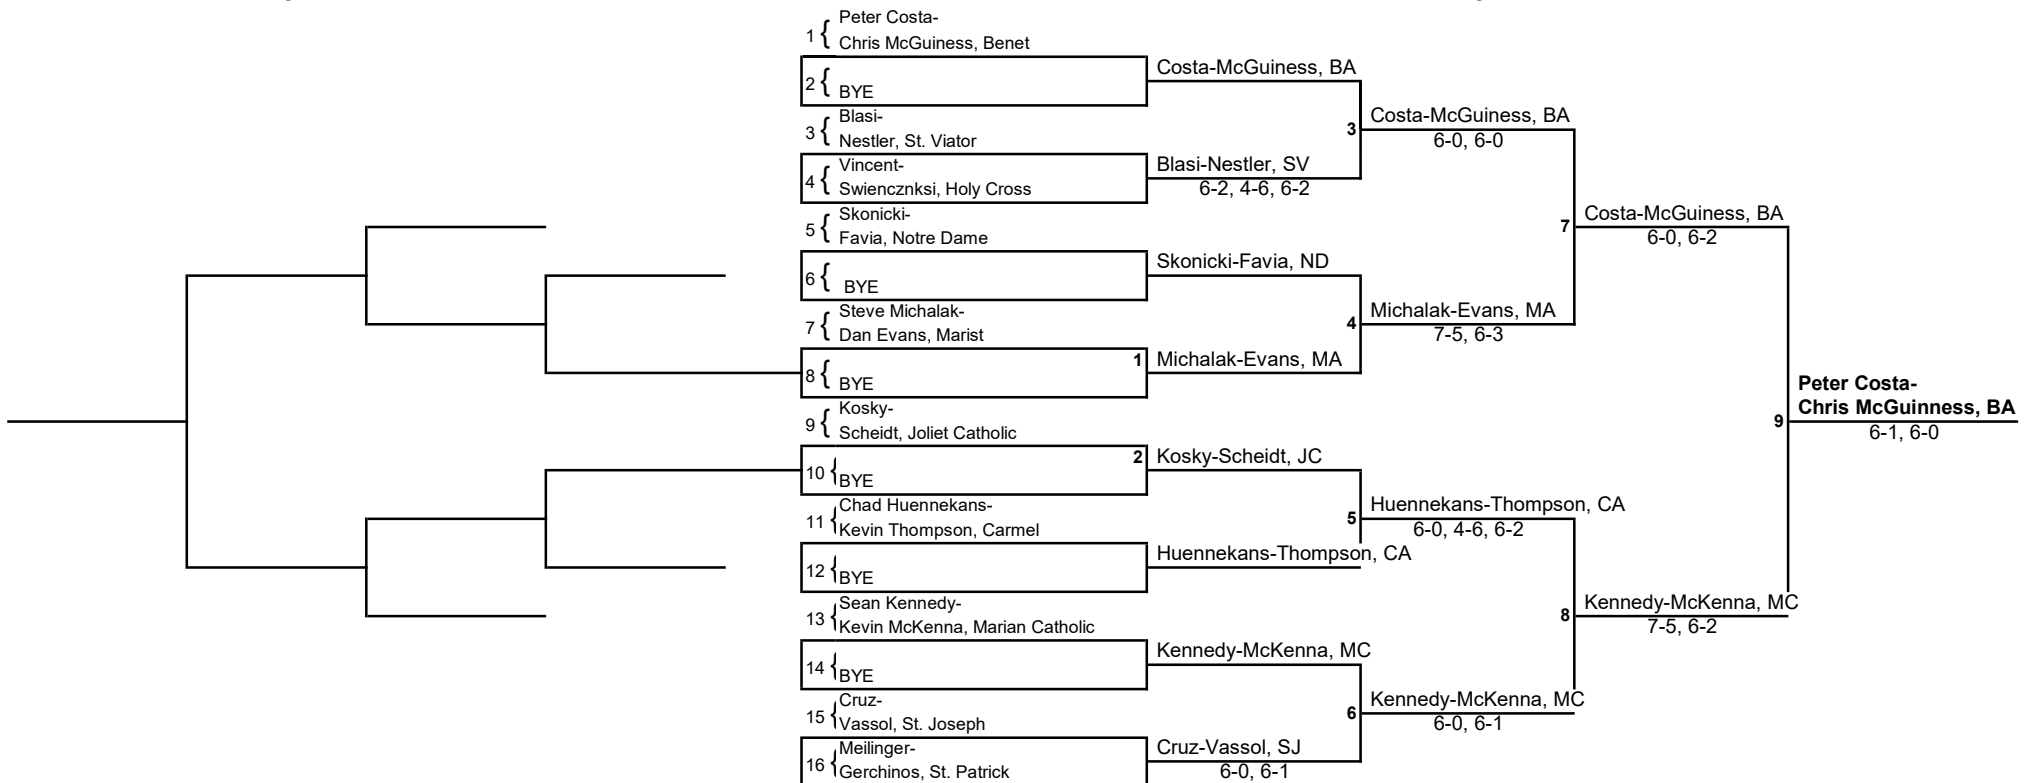 1 { Peter Costa-
Chris McGuiness, Benet
2 { BYE
3 { Blasi-
Nestler, St. Viator
4 { Vincent-
Swiencznksi, Holy Cross
5 { Skonicki-
Favia, Notre Dame
6 { BYE
7 { Steve Michalak-
Dan Evans, Marist
8 { BYE
9 { Kosky-
Scheidt, Joliet Catholic
10 { BYE
11 { Chad Huennekans-
Kevin Thompson, Carmel
12 { BYE
13 { Sean Kennedy-
Kevin McKenna, Marian Catholic
14 { BYE
15 { Cruz-
Vassol, St. Joseph
16 { Meilinger-
Gerchinos, St. Patrick
Costa-McGuiness, BA
Blasi-Nestler, SV
6-2, 4-6, 6-2
Skonicki-Favia, ND
1 Michalak-Evans, MA
2 Kosky-Scheidt, JC
Huennekans-Thompson, CA
Kennedy-McKenna, MC
Cruz-Vassol, SJ
6-0, 6-1
3 Costa-McGuiness, BA
6-0, 6-0
4 Michalak-Evans, MA
7-5, 6-3
5 Huennekans-Thompson, CA
6-0, 4-6, 6-2
6 Kennedy-McKenna, MC
6-0, 6-1
7 Costa-McGuiness, BA
6-0, 6-2
8 Kennedy-McKenna, MC
7-5, 6-2
9 Peter Costa-
Chris McGuinness, BA
6-1, 6-0